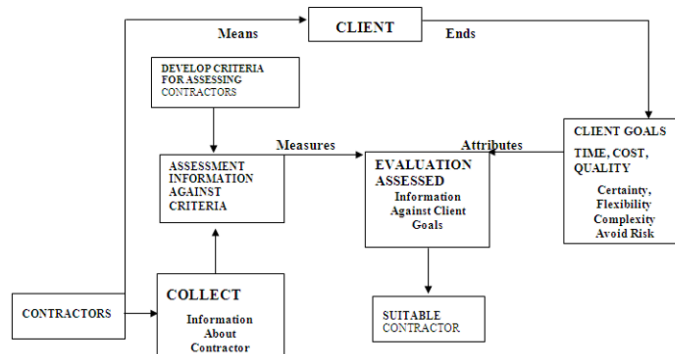 CLIENT
Means
Ends
DEVELOP CRITERIA
FOR ASSESSING
CONTRACTORS
Measures
Attributes
CLIENT GOALS
TIME, COST,
QUALITY
Certainty,
Flexibility
Complexity
Avoid Risk
ASSESSMENT
INFORMATION
AGAINST
CRITERIA
EVALUATION
ASSESSED
Information
Against Client
Goals
COLLECT
Information
About
Contractor
CONTRACTORS
SUITABLE
CONTRACTOR